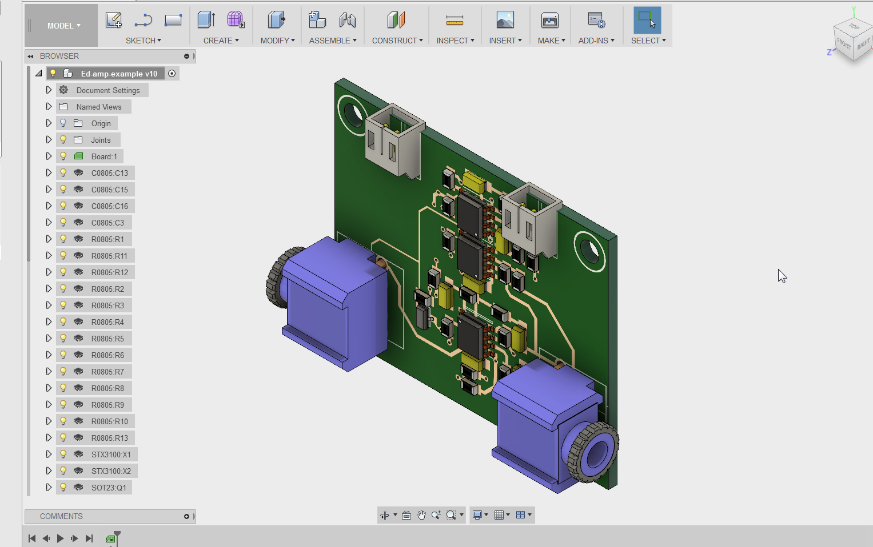 MODEL
SKETCH
CREATE
MODIFY
ASSEMBLE
CONSTRUCT
INSPECT
INSERT
MAKE
ADD-INS
SELECT
BROWSER
Ed amp.example v10
Document Settings
Named Views
Origin
Joints
Board:1
C0805:C13
C0805:C15
C0805:C16
C0805:C3
R0805:R1
R0805:R11
R0805:R12
R0805:R2
R0805:R3
R0805:R4
R0805:R5
R0805:R6
R0805:R7
R0805:R8
R0805:R9
R0805:R10
R0805:R13
STX3100:X1
STX3100:X2
SOT23:Q1
COMMENTS
Z